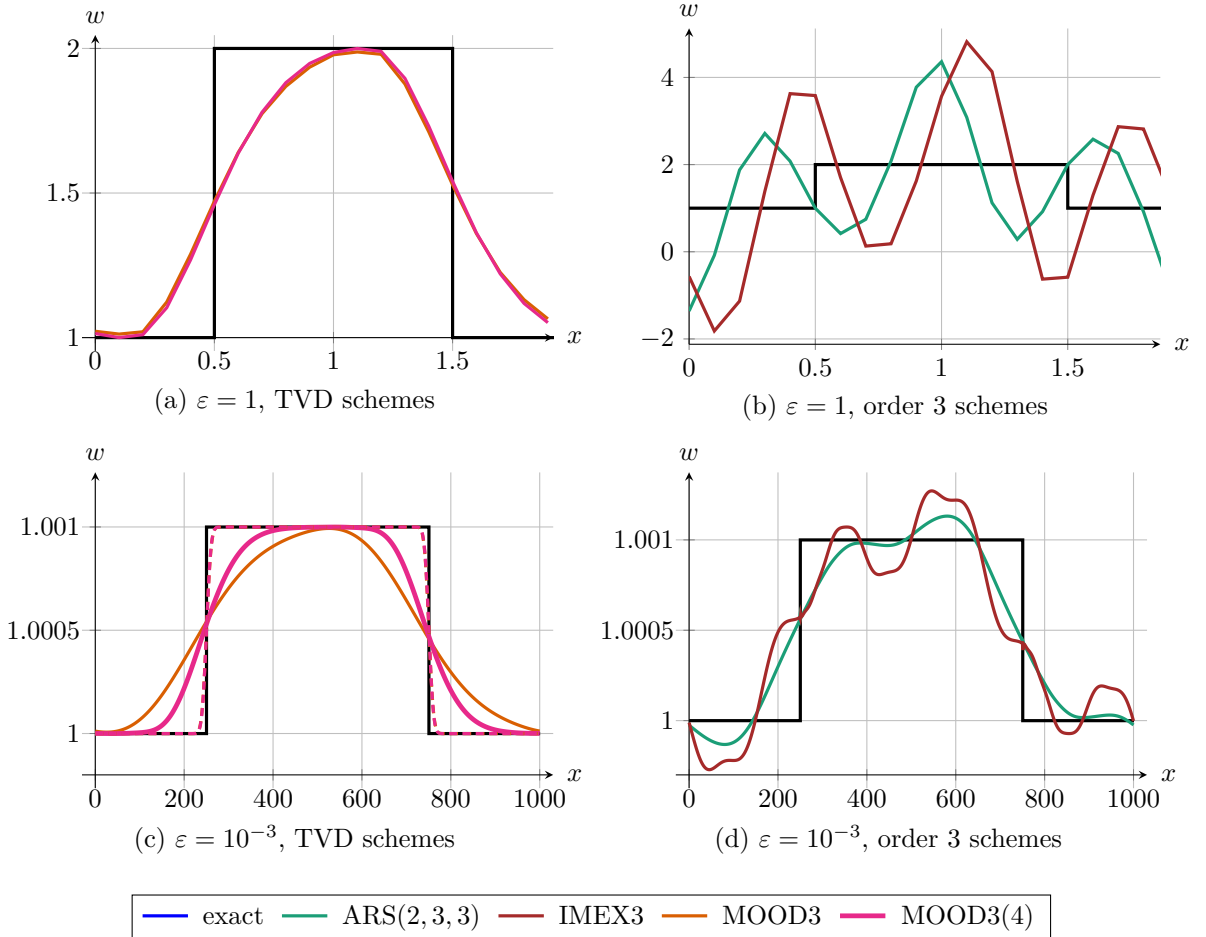 w
2
1.5
1
0 0.5 1 1.5 x
(a) ε = 1, TVD schemes
w
4
2
0
−2
0 0.5 1 1.5 x
(b) ε = 1, order 3 schemes
w
1.001
1.0005
1
x
0 200 400 600 800 1000
(c) ε = 10⁻³, TVD schemes
w
1.001
1.0005
1
x
0 200 400 600 800 1000
(d) ε = 10⁻³, order 3 schemes
exact ARS(2, 3, 3) IMEX3 MOOD3 MOOD3(4)